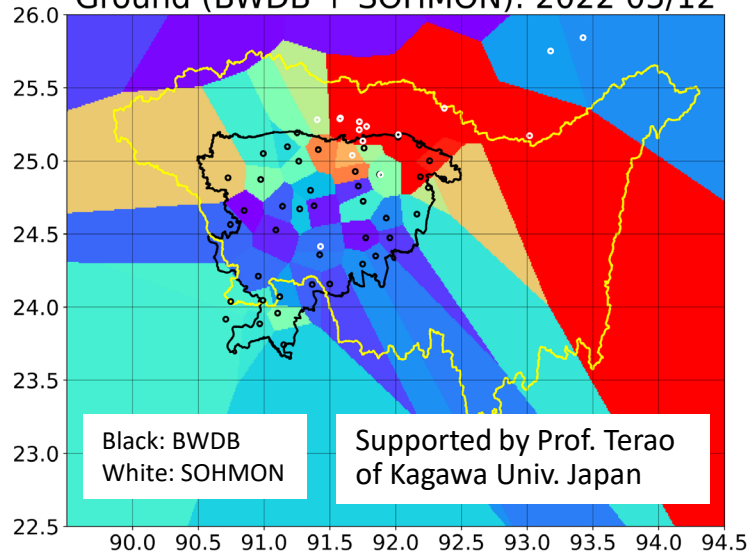 Ground (BWDB + SOHMON): 2022 05/12
26.0
25.5
25.0
24.5
24.0
23.5
23.0
22.5
Black: BWDB
White: SOHMON
Supported by Prof. Terao
of Kagawa Univ. Japan
90.0 90.5 91.0 91.5 92.0 92.5 93.0 93.5 94.0 94.5